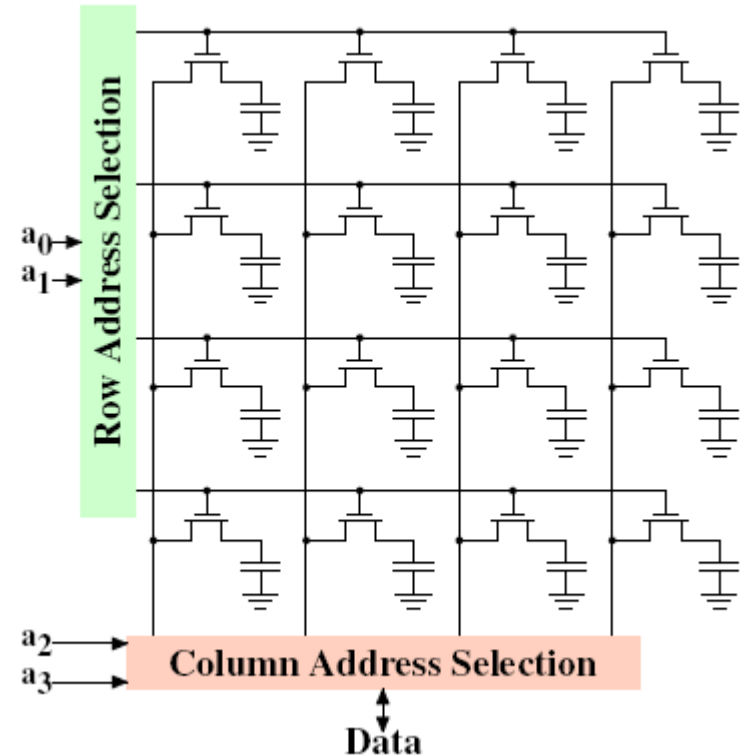 Row Address Selection
a0
a1
a2
a3
Column Address Selection
Data